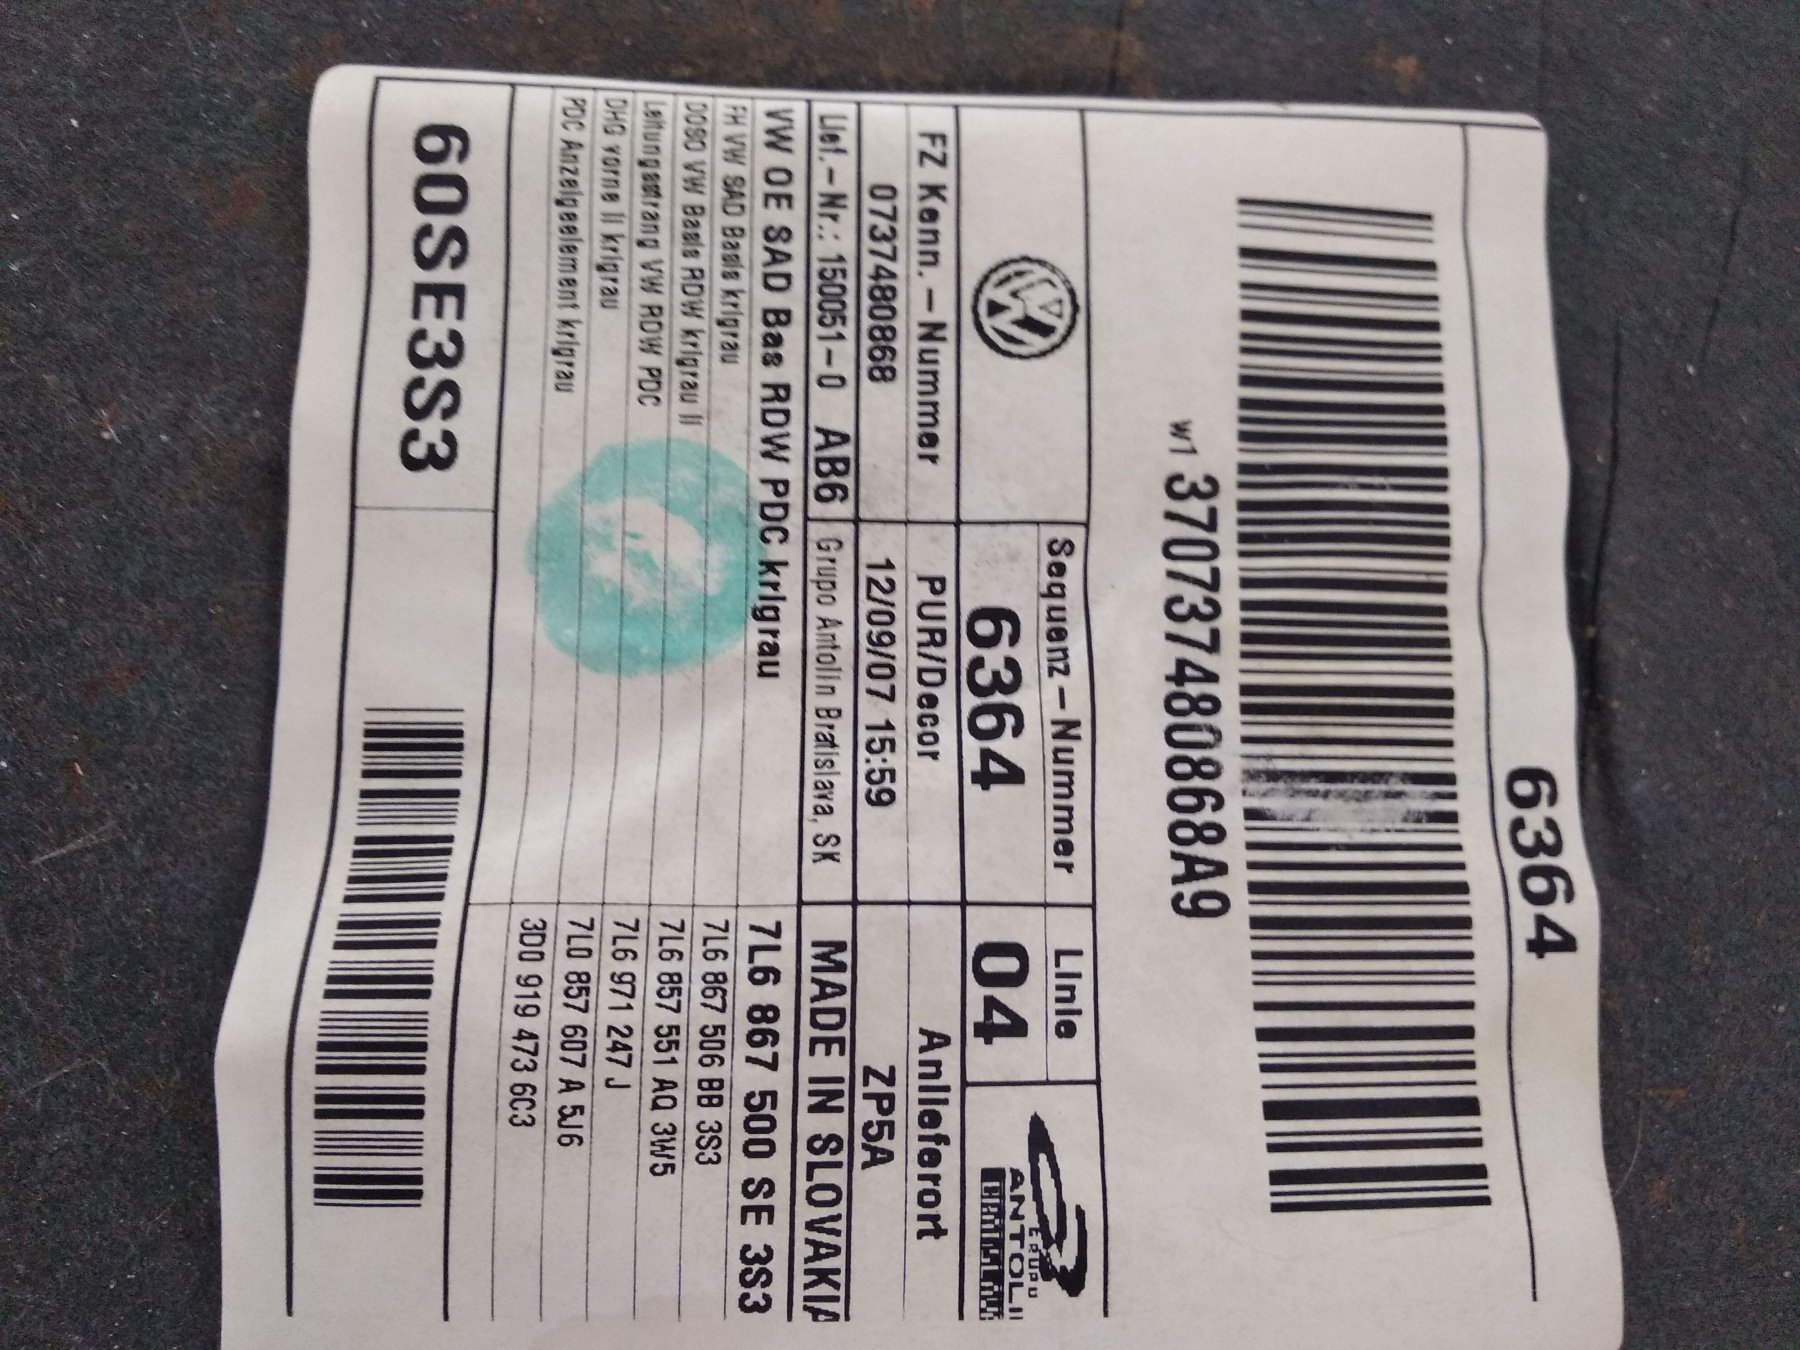 6364
W1 370737480868A9
Sequenz-Nummer
Linie
6364
04
GRUPO
ANTOLIN
FZ Kenn.-Nummer
PUR/Decor
Anlieferort
0737480868
12/09/07 15:59
ZP5A
Lief.-Nr.: 150051-0 AB6
Grupo Antolin Bratislava, SK
MADE IN SLOVAKIA
VW OE SAD Bas RDW PDC krigrau
7L6 867 500 SE 3S3
FH VW SAD Basis krigrau
7L6 867 506 BB 3S3
DOSO VW Basis RDW krigrau II
7L6 857 551 AQ 3W5
Leitungsstrang VW RDW PDC
7L6 971 247 J
DHG vorne II krigrau
7L0 857 607 A 5J6
PDC Anzeigeelement krigrau
3D0 919 473 6C3
60SE3S3